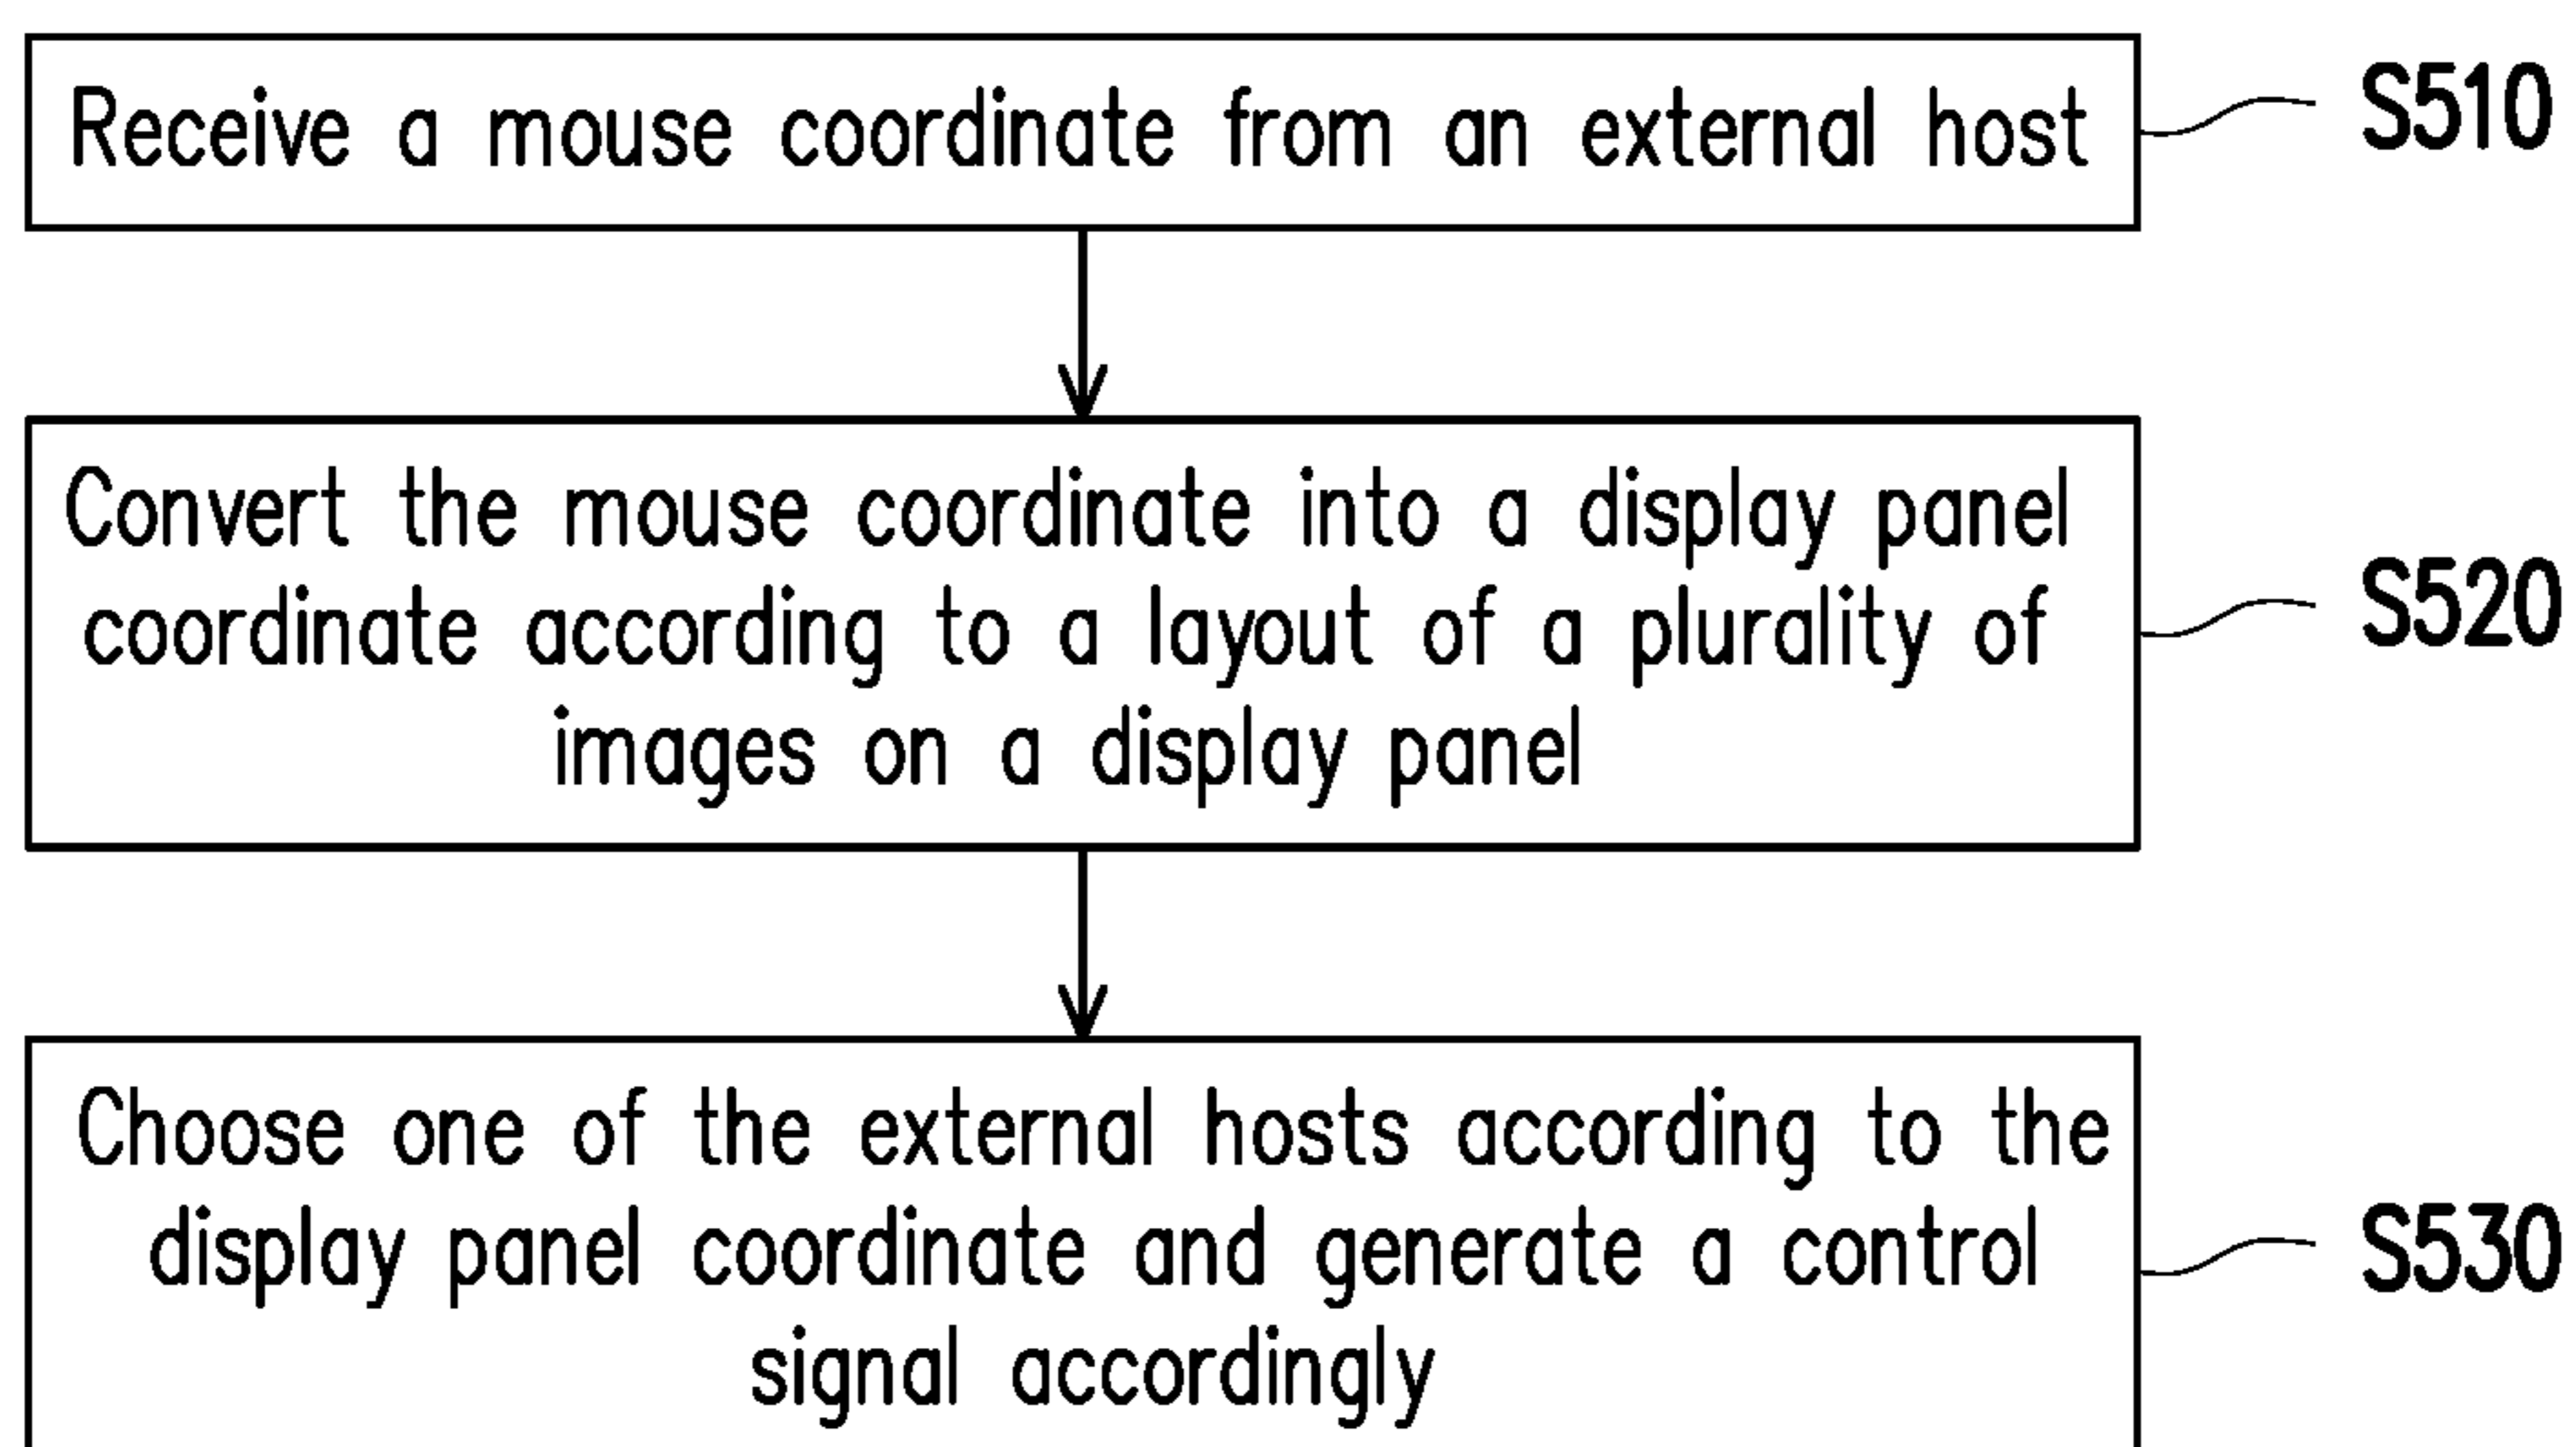 Receive a mouse coordinate from an external host
S510
Convert the mouse coordinate into a display panel
coordinate according to a layout of a plurality of
images on a display panel
S520
Choose one of the external hosts according to the
display panel coordinate and generate a control
signal accordingly
S530